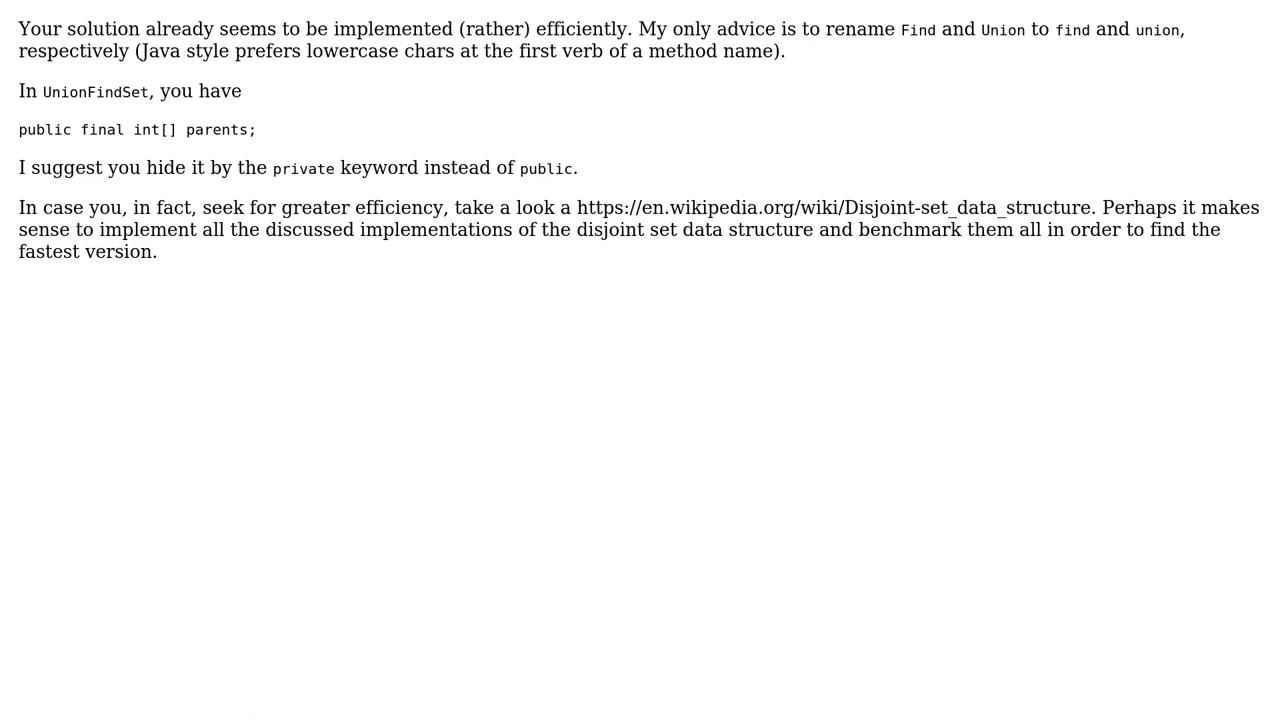 Your solution already seems to be implemented (rather) efficiently. My only advice is to rename Find and Union to find and union,
respectively (Java style prefers lowercase chars at the first verb of a method name).
In UnionFindSet, you have
public final int[] parents;
I suggest you hide it by the private keyword instead of public.
In case you, in fact, seek for greater efficiency, take a look a https://en.wikipedia.org/wiki/Disjoint-set_data_structure. Perhaps it makes
sense to implement all the discussed implementations of the disjoint set data structure and benchmark them all in order to find the
fastest version.